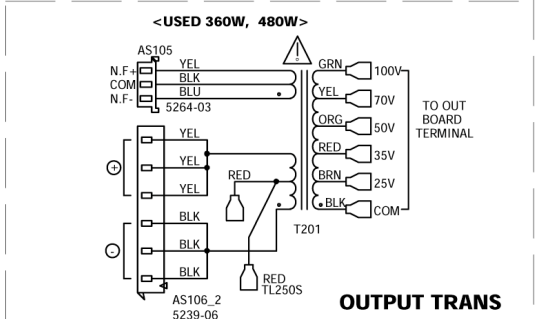 <USED 360W, 480W>
AS105
N.F+
COM
N.F-
YEL
BLK
BLU
5264-03
GRN
YEL
ORG
RED
BRN
BLK
100V
70V
50V
35V
25V
COM
TO OUT
BOARD
TERMINAL
YEL
YEL
YEL
BLK
BLK
BLK
+
-
RED
RED
TL250S
T201
AS106_2
5239-06
OUTPUT TRANS